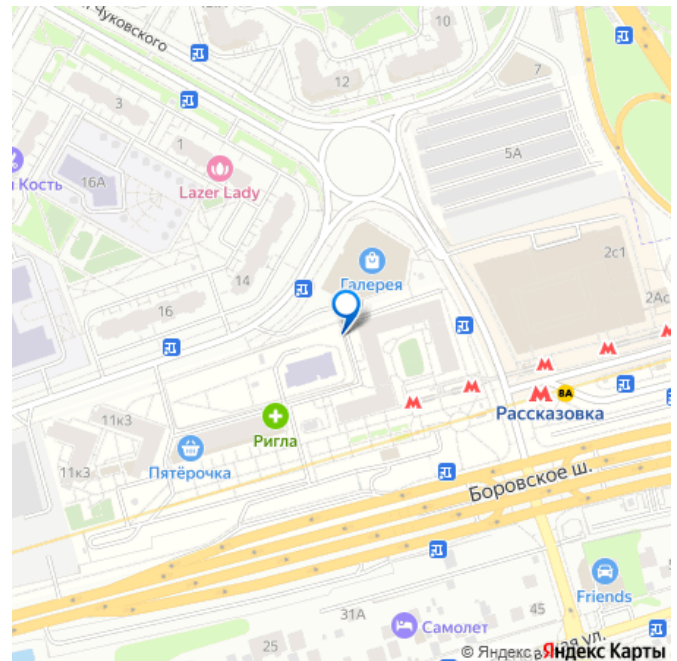 Чуковского
10
12
7
3
5А
1
Кость
16А
Lazer Lady
2с1
14
Галерея
2Ас
16
ВА
Рассказовка
11к3
Ригла
11к3
Пятёрочка
Боровское ш.
Friends
31А
45
Самолет
25
ул.
© Яндекс
Яндекс Карты